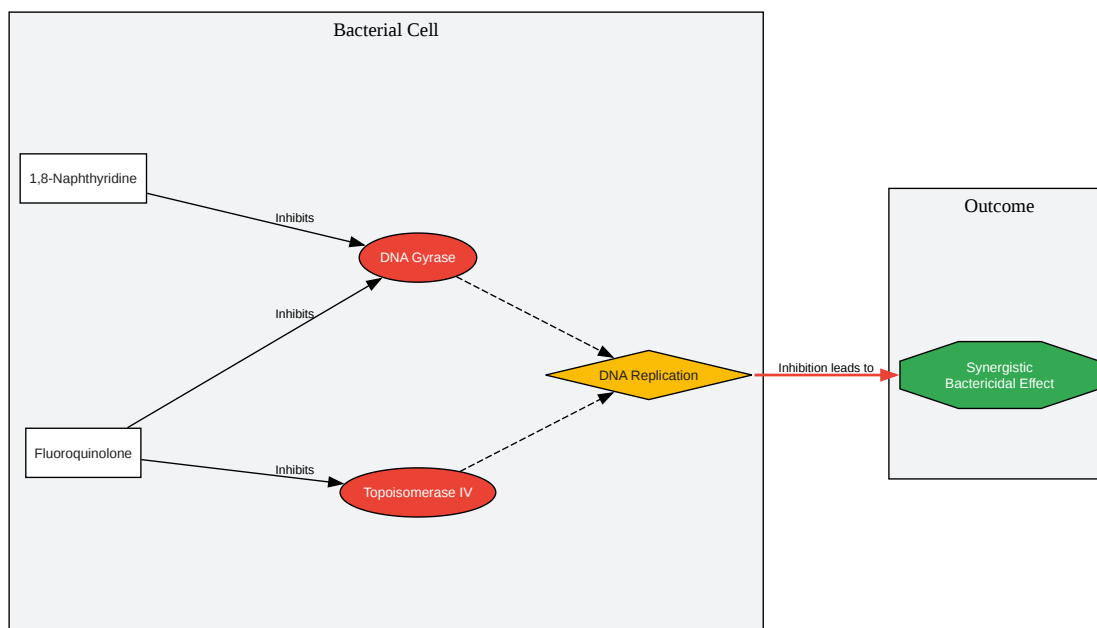 Bacterial Cell
1,8-Naphthyridine
Inhibits
DNA Gyrase
Inhibits
Fluoroquinolone
Inhibits
Topoisomerase IV
DNA Replication
Inhibition leads to
Outcome
Synergistic
Bactericidal Effect